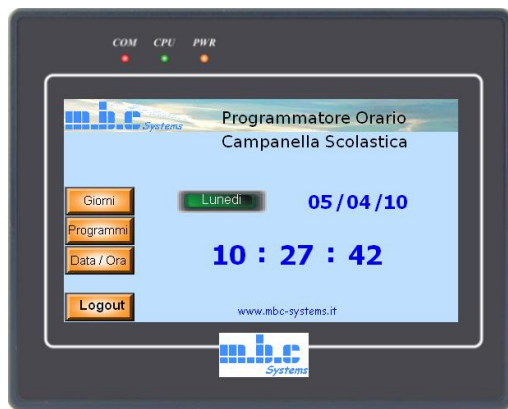 COM CPU PWR
m.b.c Systems
Programmatore Orario
Campanella Scolastica
Giorni
Lunedi
05/04/10
Programmi
10 : 27 : 42
Data / Ora
Logout
www.mbc-systems.it
m.b.c
Systems